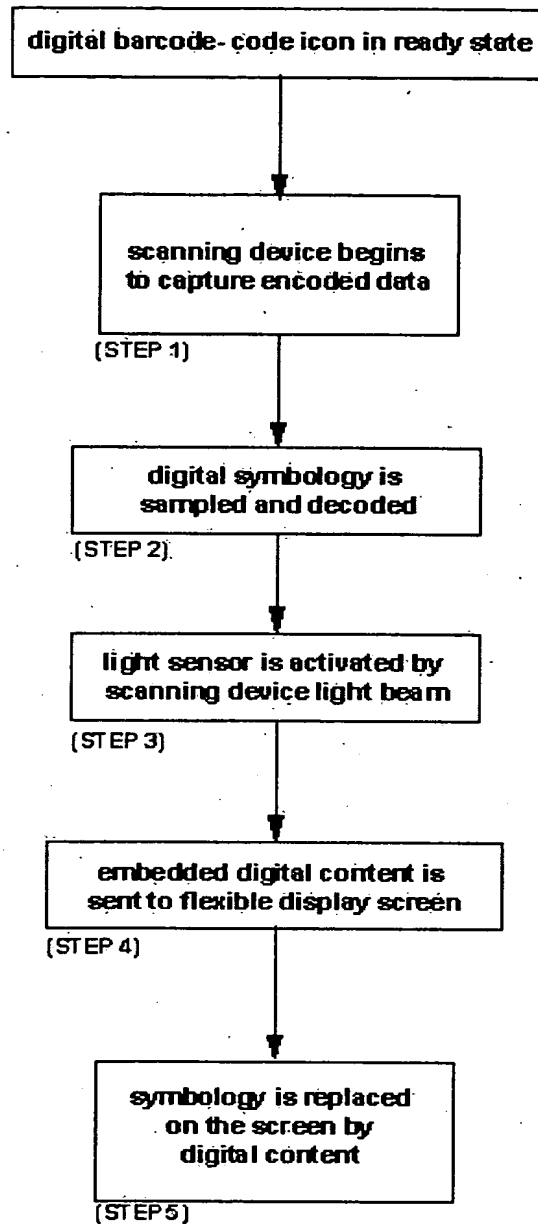 digital barcode- code icon in ready state
scanning device begins
to capture encoded data
(STEP 1)
digital symbology is
sampled and decoded
(STEP 2)
light sensor is activated by
scanning device light beam
(STEP 3)
embedded digital content is
sent to flexible display screen
(STEP 4)
symbology is replaced
on the screen by
digital content
(STEP 5)